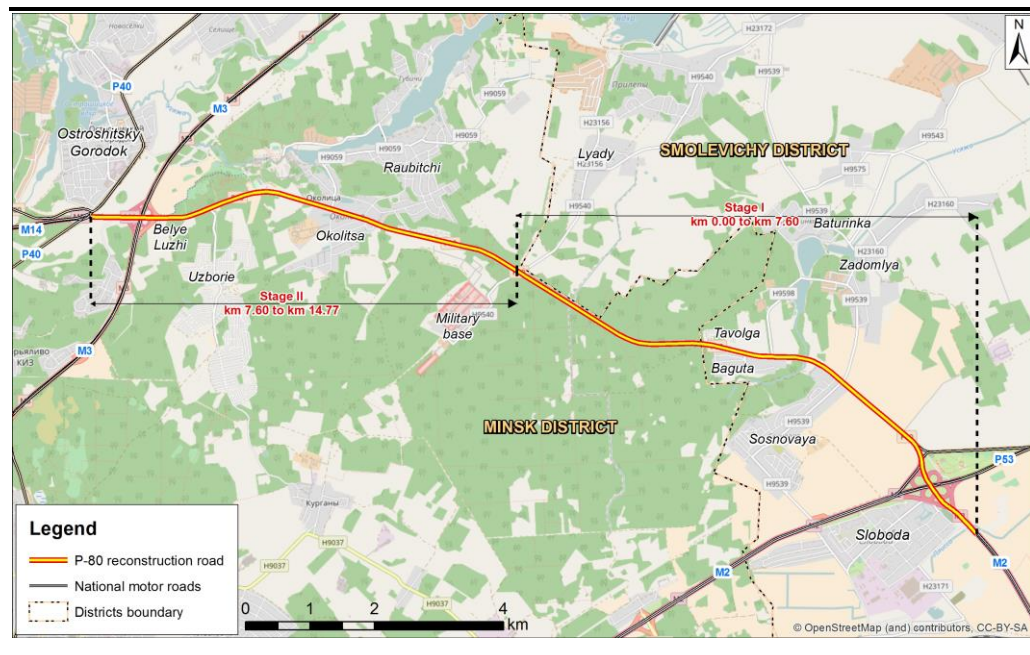 Новосёлки
Селище
H23172
N
P40
M3
H9540
H9539
Губичи
Прилепы
H9059
Ostroshitsky
Gorodok
H23156
H9543
H9059
H9059
Raubitchi
Lyady
SMOLEVICHY DISTRICT
H23156
H9575
Околица
H9540
Stage I
km 0.00 to km 7.60
H9539
H23160
Baturinka
M14
Belye
Luzhi
Okolitsa
P40
H23160
Zadomlya
Uzborie
Stage II
km 7.60 to km 14.77
H9598
H9539
Military
base
H9540
Tavolga
M3
КИЗ
Baguta
MINSK DISTRICT
H9539
Sosnovaya
P53
H9539
Курганы
Legend
Sloboda
P-80 reconstruction road
H9037
National motor roads
H9037
M2
M2
Districts boundary
H9037
H23171
0 1 2 4
km
© OpenStreetMap (and) contributors, CC-BY-SA